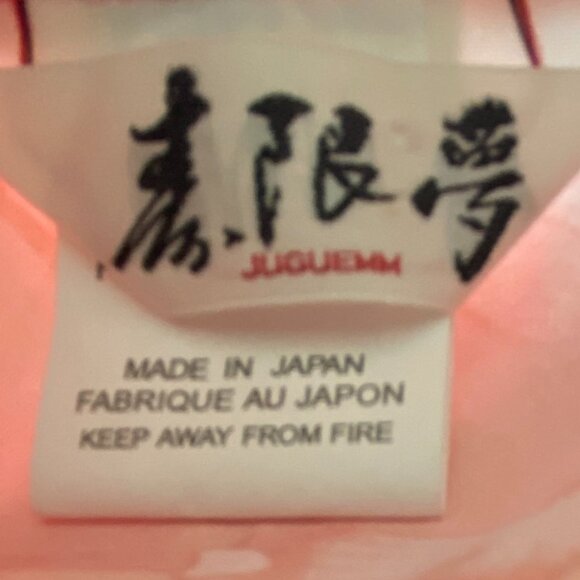 寿限夢
JUGUEMM
MADE IN JAPAN
FABRIQUE AU JAPON
KEEP AWAY FROM FIRE